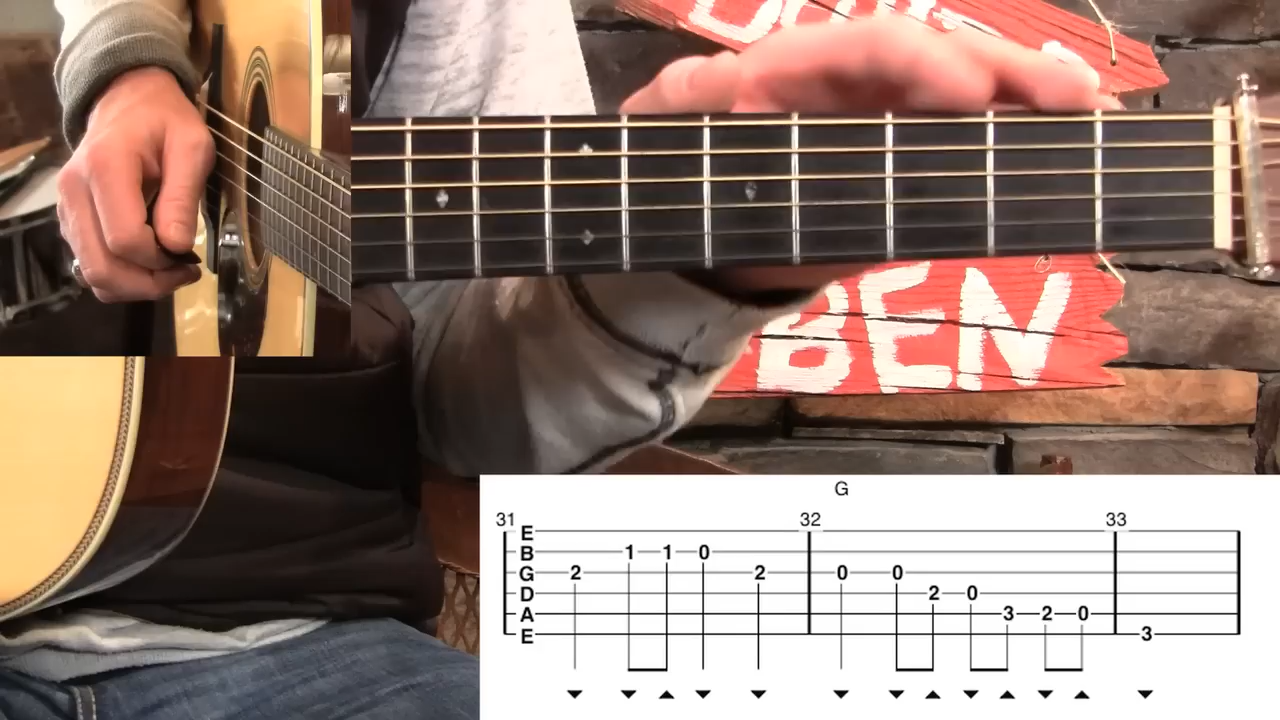 BEN
G
31 32 33
E
B 1 1 0
G 2 2 0 0
D 2 0
A 3 2 0
E 3